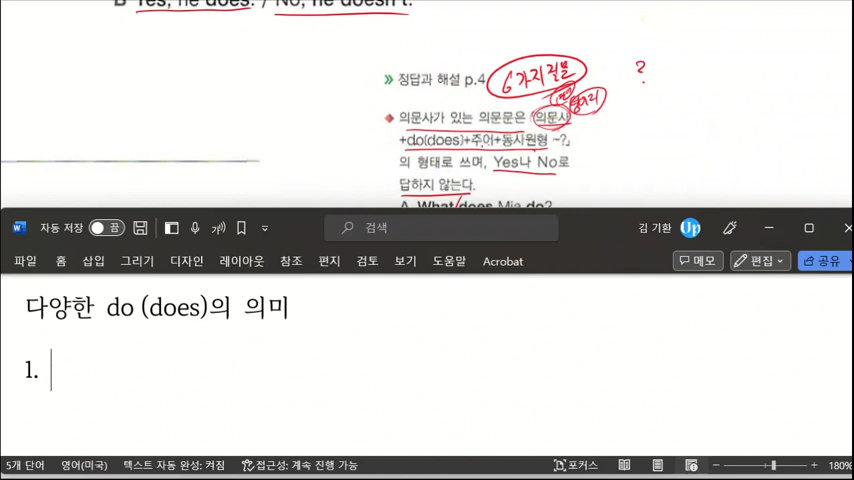 B Yes, he does. / No, he doesn't.
정답과 해설 p.4 6가지질문
?
의문사가 있는 의문문은 「의문사
+do(does)+주어+동사원형 ~?」
의 형태로 쓰며, Yes나 No로
답하지 않는다.
A What does Mia do?
자동 저장 끔 검색 김 기환
파일 홈 삽입 그리기 디자인 레이아웃 참조 편지 검토 보기 도움말 Acrobat 메모 편집 공유
다양한 do (does)의 의미
1.
5개 단어 영어(미국) 텍스트 자동 완성: 켜짐 접근성: 계속 진행 가능 포커스 180%